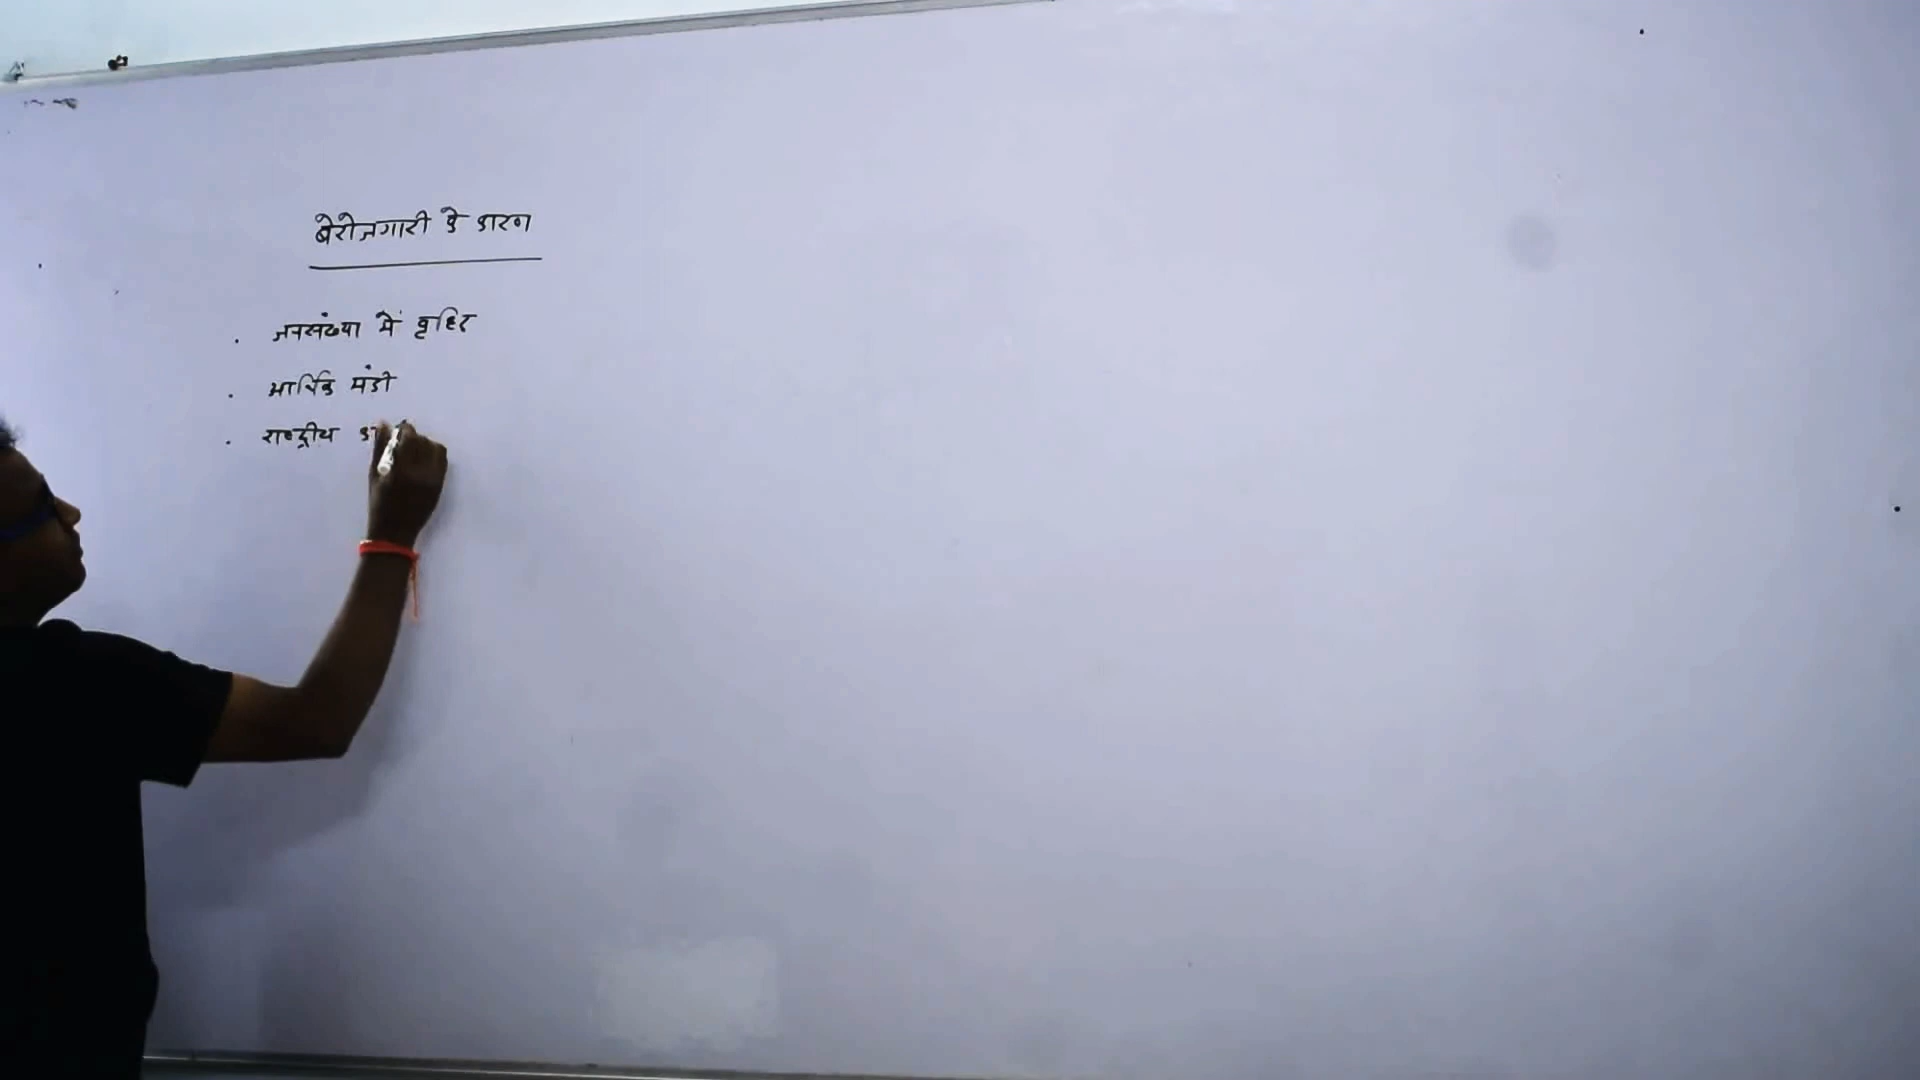 बेरोजगारी के कारण
. जनसंख्या में वृद्धि
. आर्थिक मंदी
. राष्ट्रीय